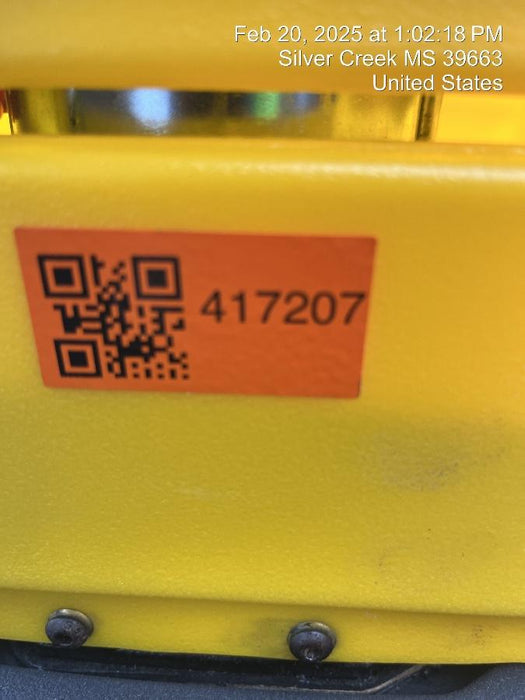 Feb 20, 2025 at 1:02:18 PM
Silver Creek MS 39663
United States
417207